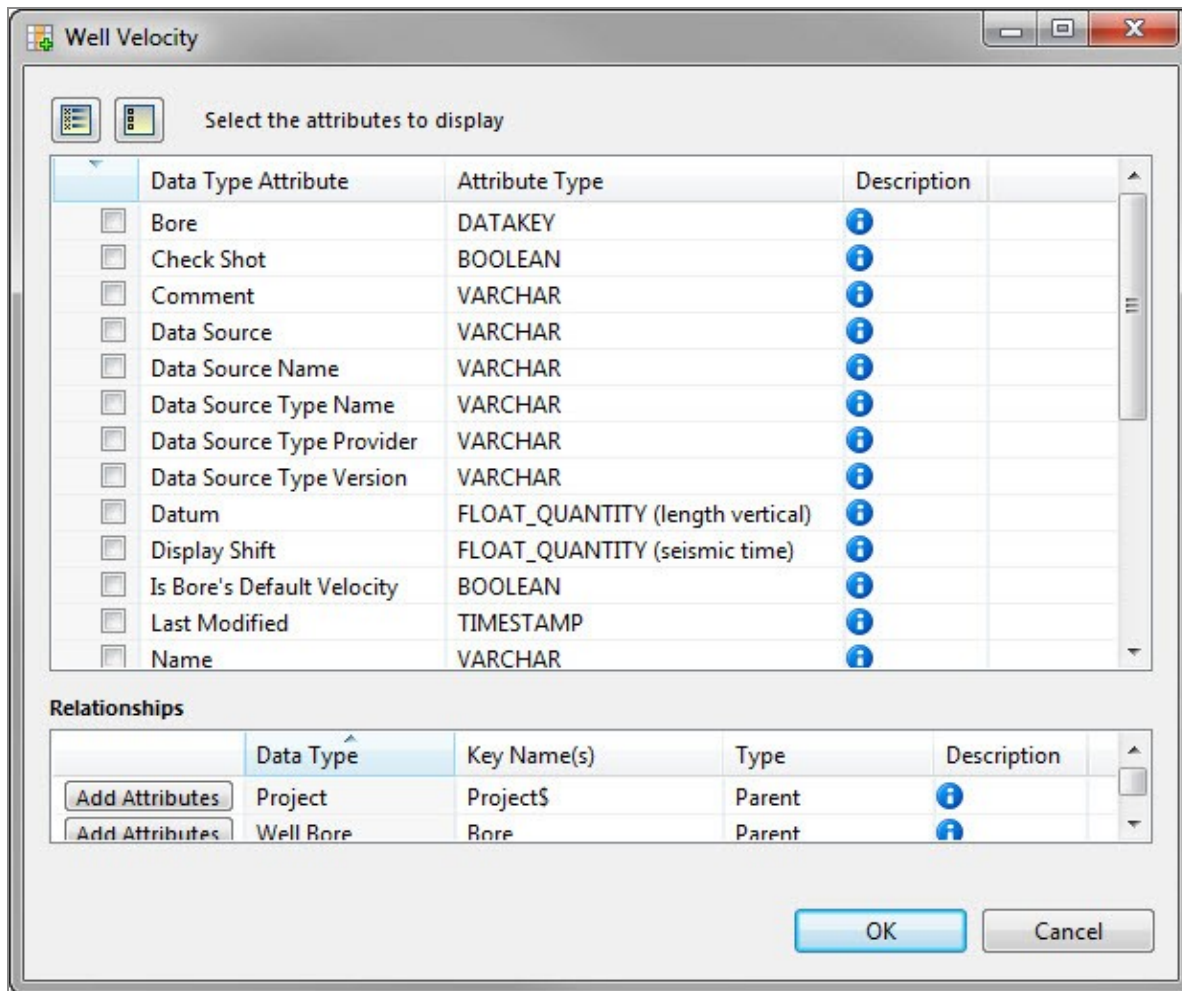 Well Velocity
Select the attributes to display
Data Type Attribute Attribute Type Description
Bore DATAKEY
Check Shot BOOLEAN
Comment VARCHAR
Data Source VARCHAR
Data Source Name VARCHAR
Data Source Type Name VARCHAR
Data Source Type Provider VARCHAR
Data Source Type Version VARCHAR
Datum FLOAT_QUANTITY (length vertical)
Display Shift FLOAT_QUANTITY (seismic time)
Is Bore's Default Velocity BOOLEAN
Last Modified TIMESTAMP
Name VARCHAR
Relationships
Data Type Key Name(s) Type Description
Add Attributes Project Project$ Parent
Add Attributes Well Bore Bore Parent
OK Cancel